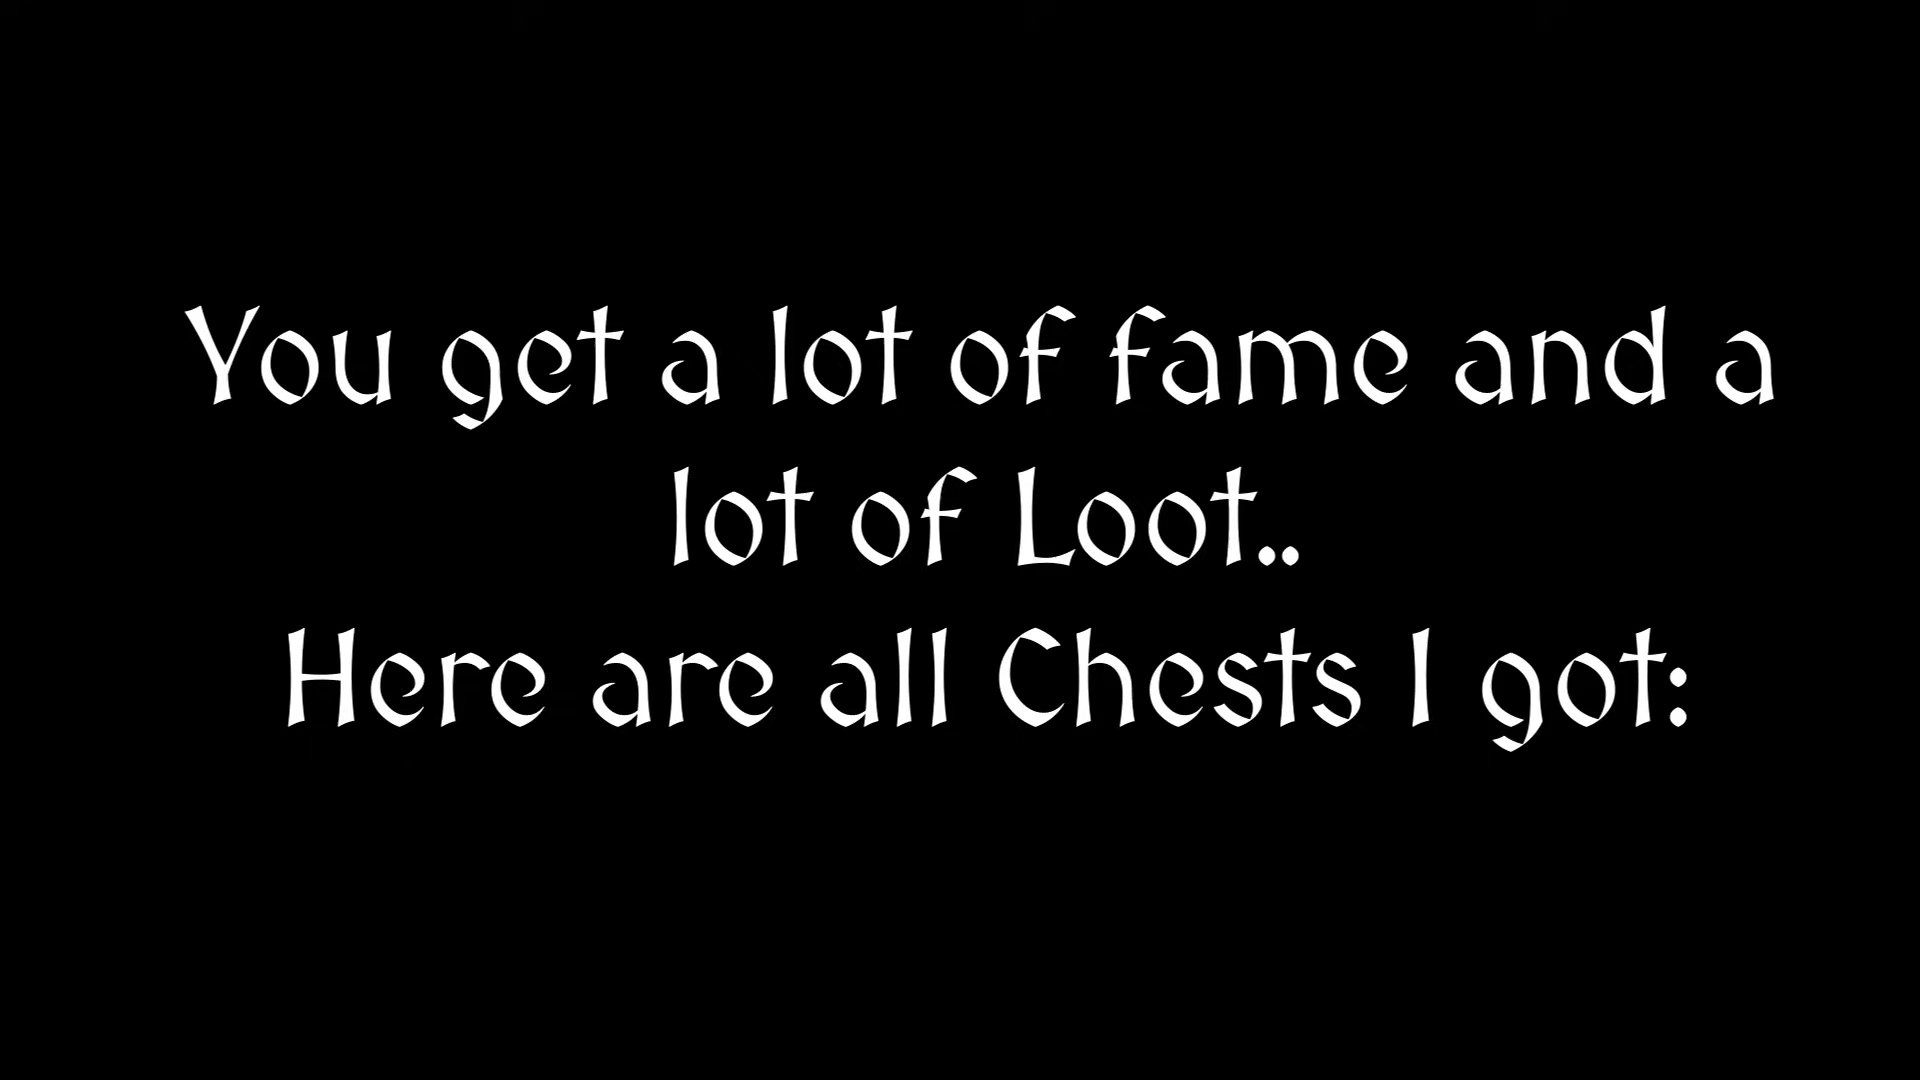 You get a lot of fame and a
lot of Loot..
Here are all Chests I got: